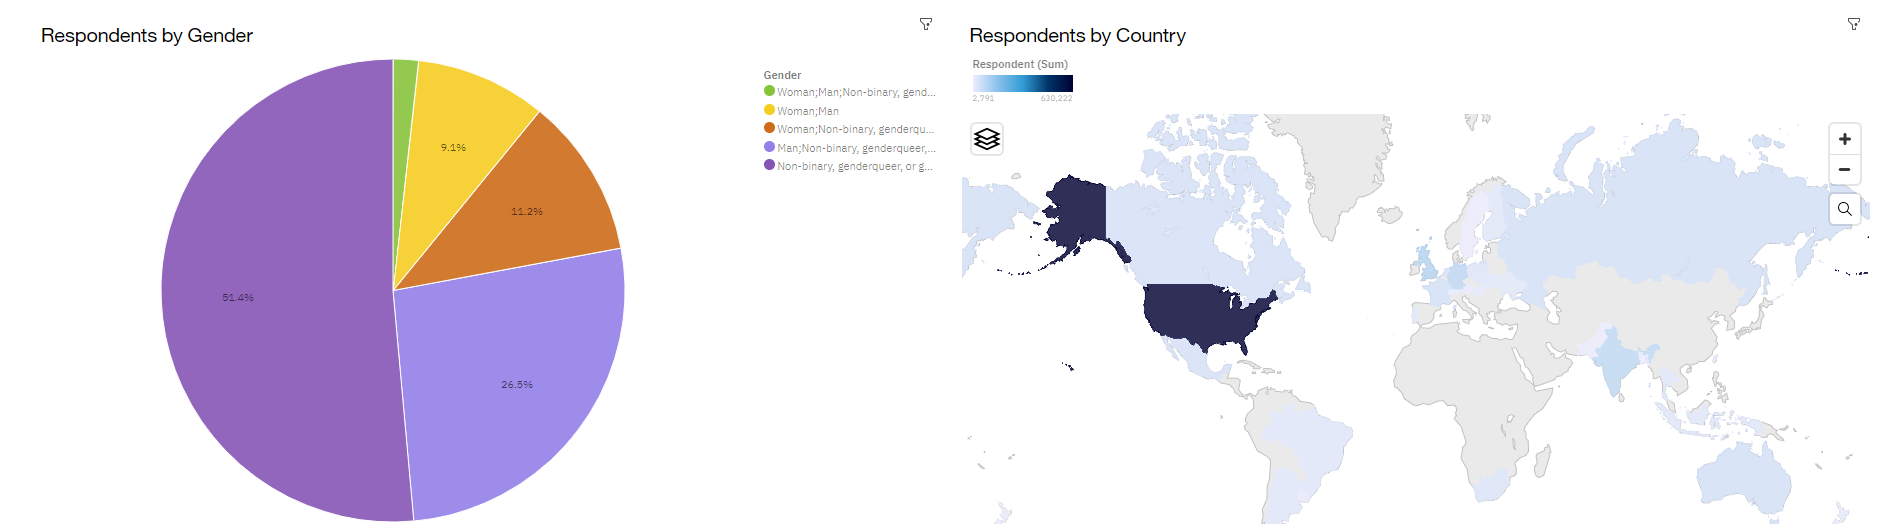 Respondents by Gender
Gender
Woman;Man;Non-binary, gend...
Woman;Man
Woman;Non-binary, genderqu...
Man;Non-binary, genderqueer,...
Non-binary, genderqueer, or g...
9.1%
11.2%
51.4%
26.5%
Respondents by Country
Respondent (Sum)
2,791 630,222